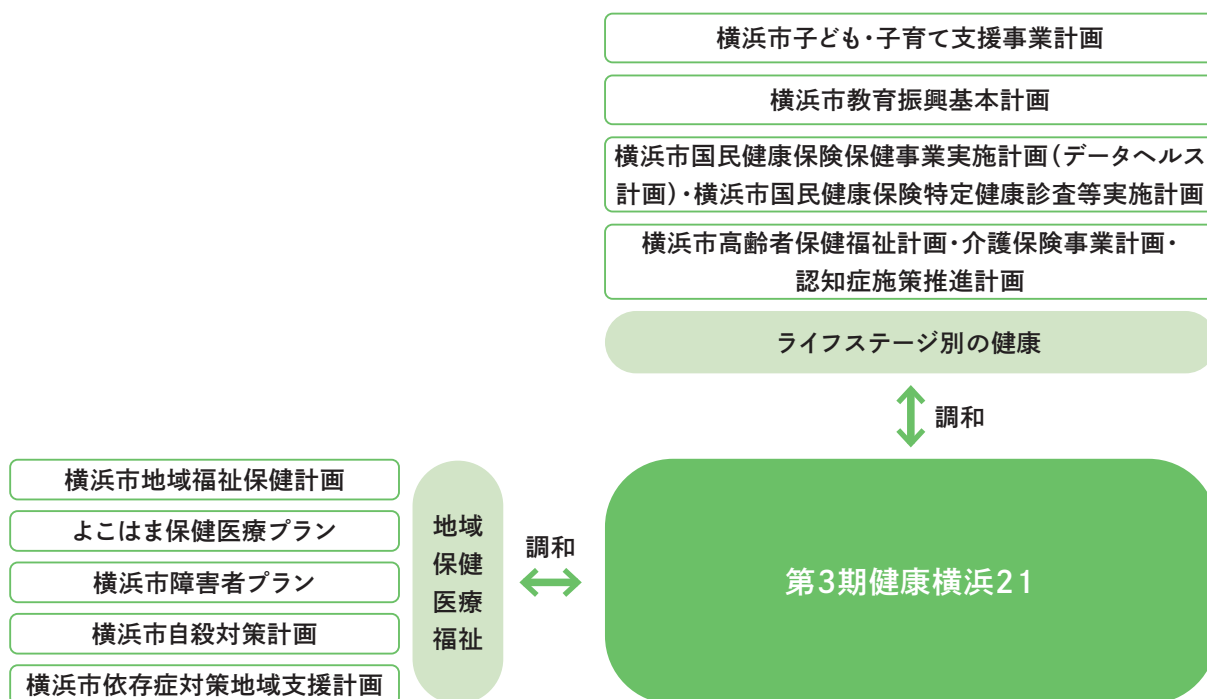 横浜市子ども・子育て支援事業計画
横浜市教育振興基本計画
横浜市国民健康保険保健事業実施計画（データヘルス
計画）・横浜市国民健康保険特定健康診査等実施計画
横浜市高齢者保健福祉計画・介護保険事業計画・
認知症施策推進計画
ライフステージ別の健康
調和
横浜市地域福祉保健計画
よこはま保健医療プラン
横浜市障害者プラン
横浜市自殺対策計画
横浜市依存症対策地域支援計画
地域
保健
医療
福祉
調和
第3期健康横浜21